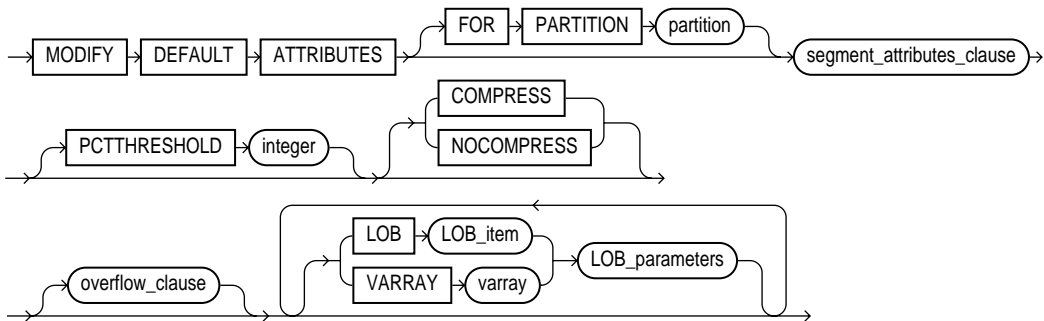 FOR PARTITION partition
MODIFY DEFAULT ATTRIBUTES segment_attributes_clause
COMPRESS
PCTTHRESHOLD integer
NOCOMPRESS
LOB LOB_item
overflow_clause LOB_parameters
VARRAY varray